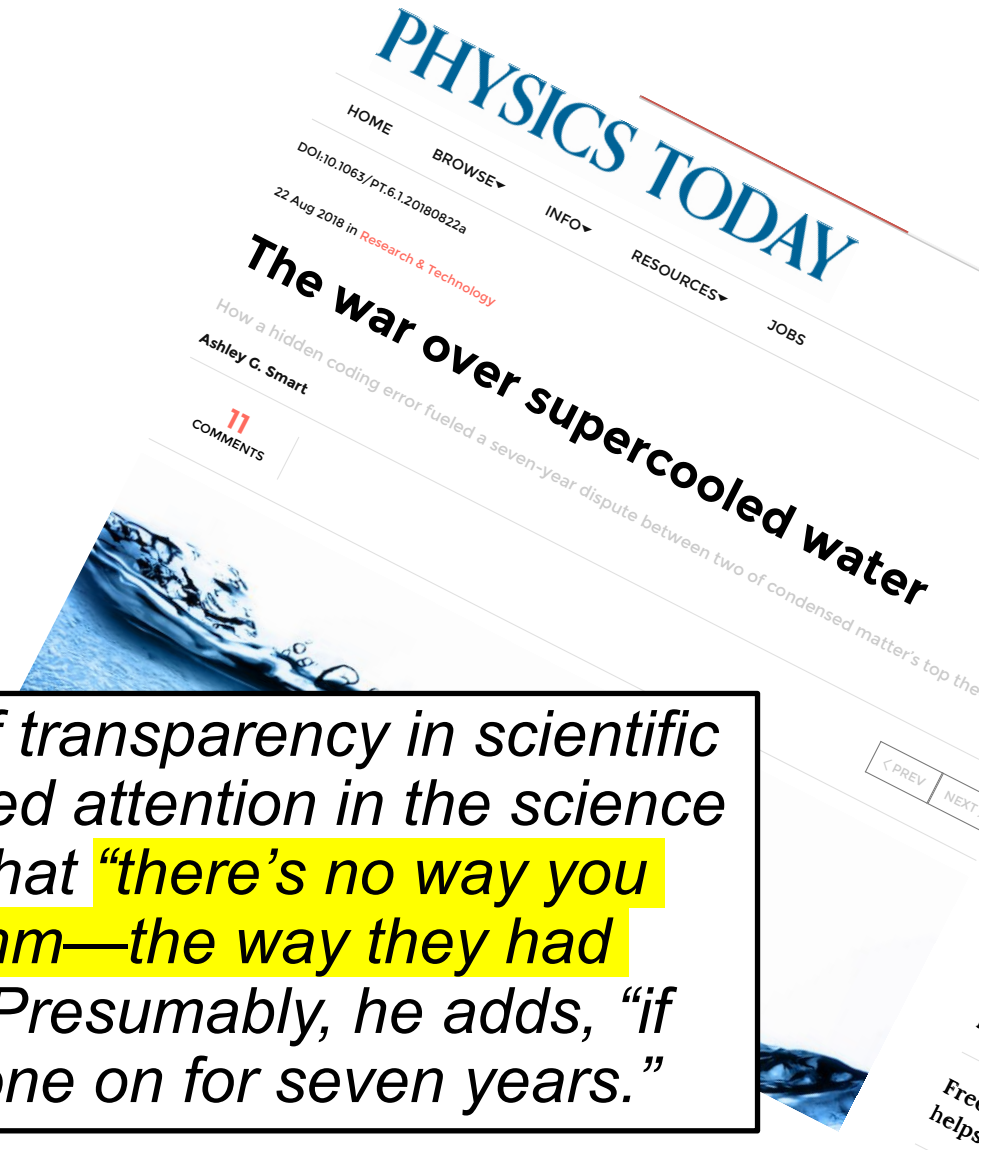 PHYSICS TODAY
HOME BROWSE▾ INFO▾ RESOURCES▾ JOBS
DOI:10.1063/PT.6.1.20180822a
22 Aug 2018 in Research & Technology
The war over supercooled water
How a hidden coding error fueled a seven-year dispute between two of condensed matter's top the
Ashley G. Smart
11
COMMENTS
< PREV NEXT
transparency in scientific
ed attention in the science
hat “there’s no way you
hm—the way they had
Presumably, he adds, “if
one on for seven years.”
Free
helps